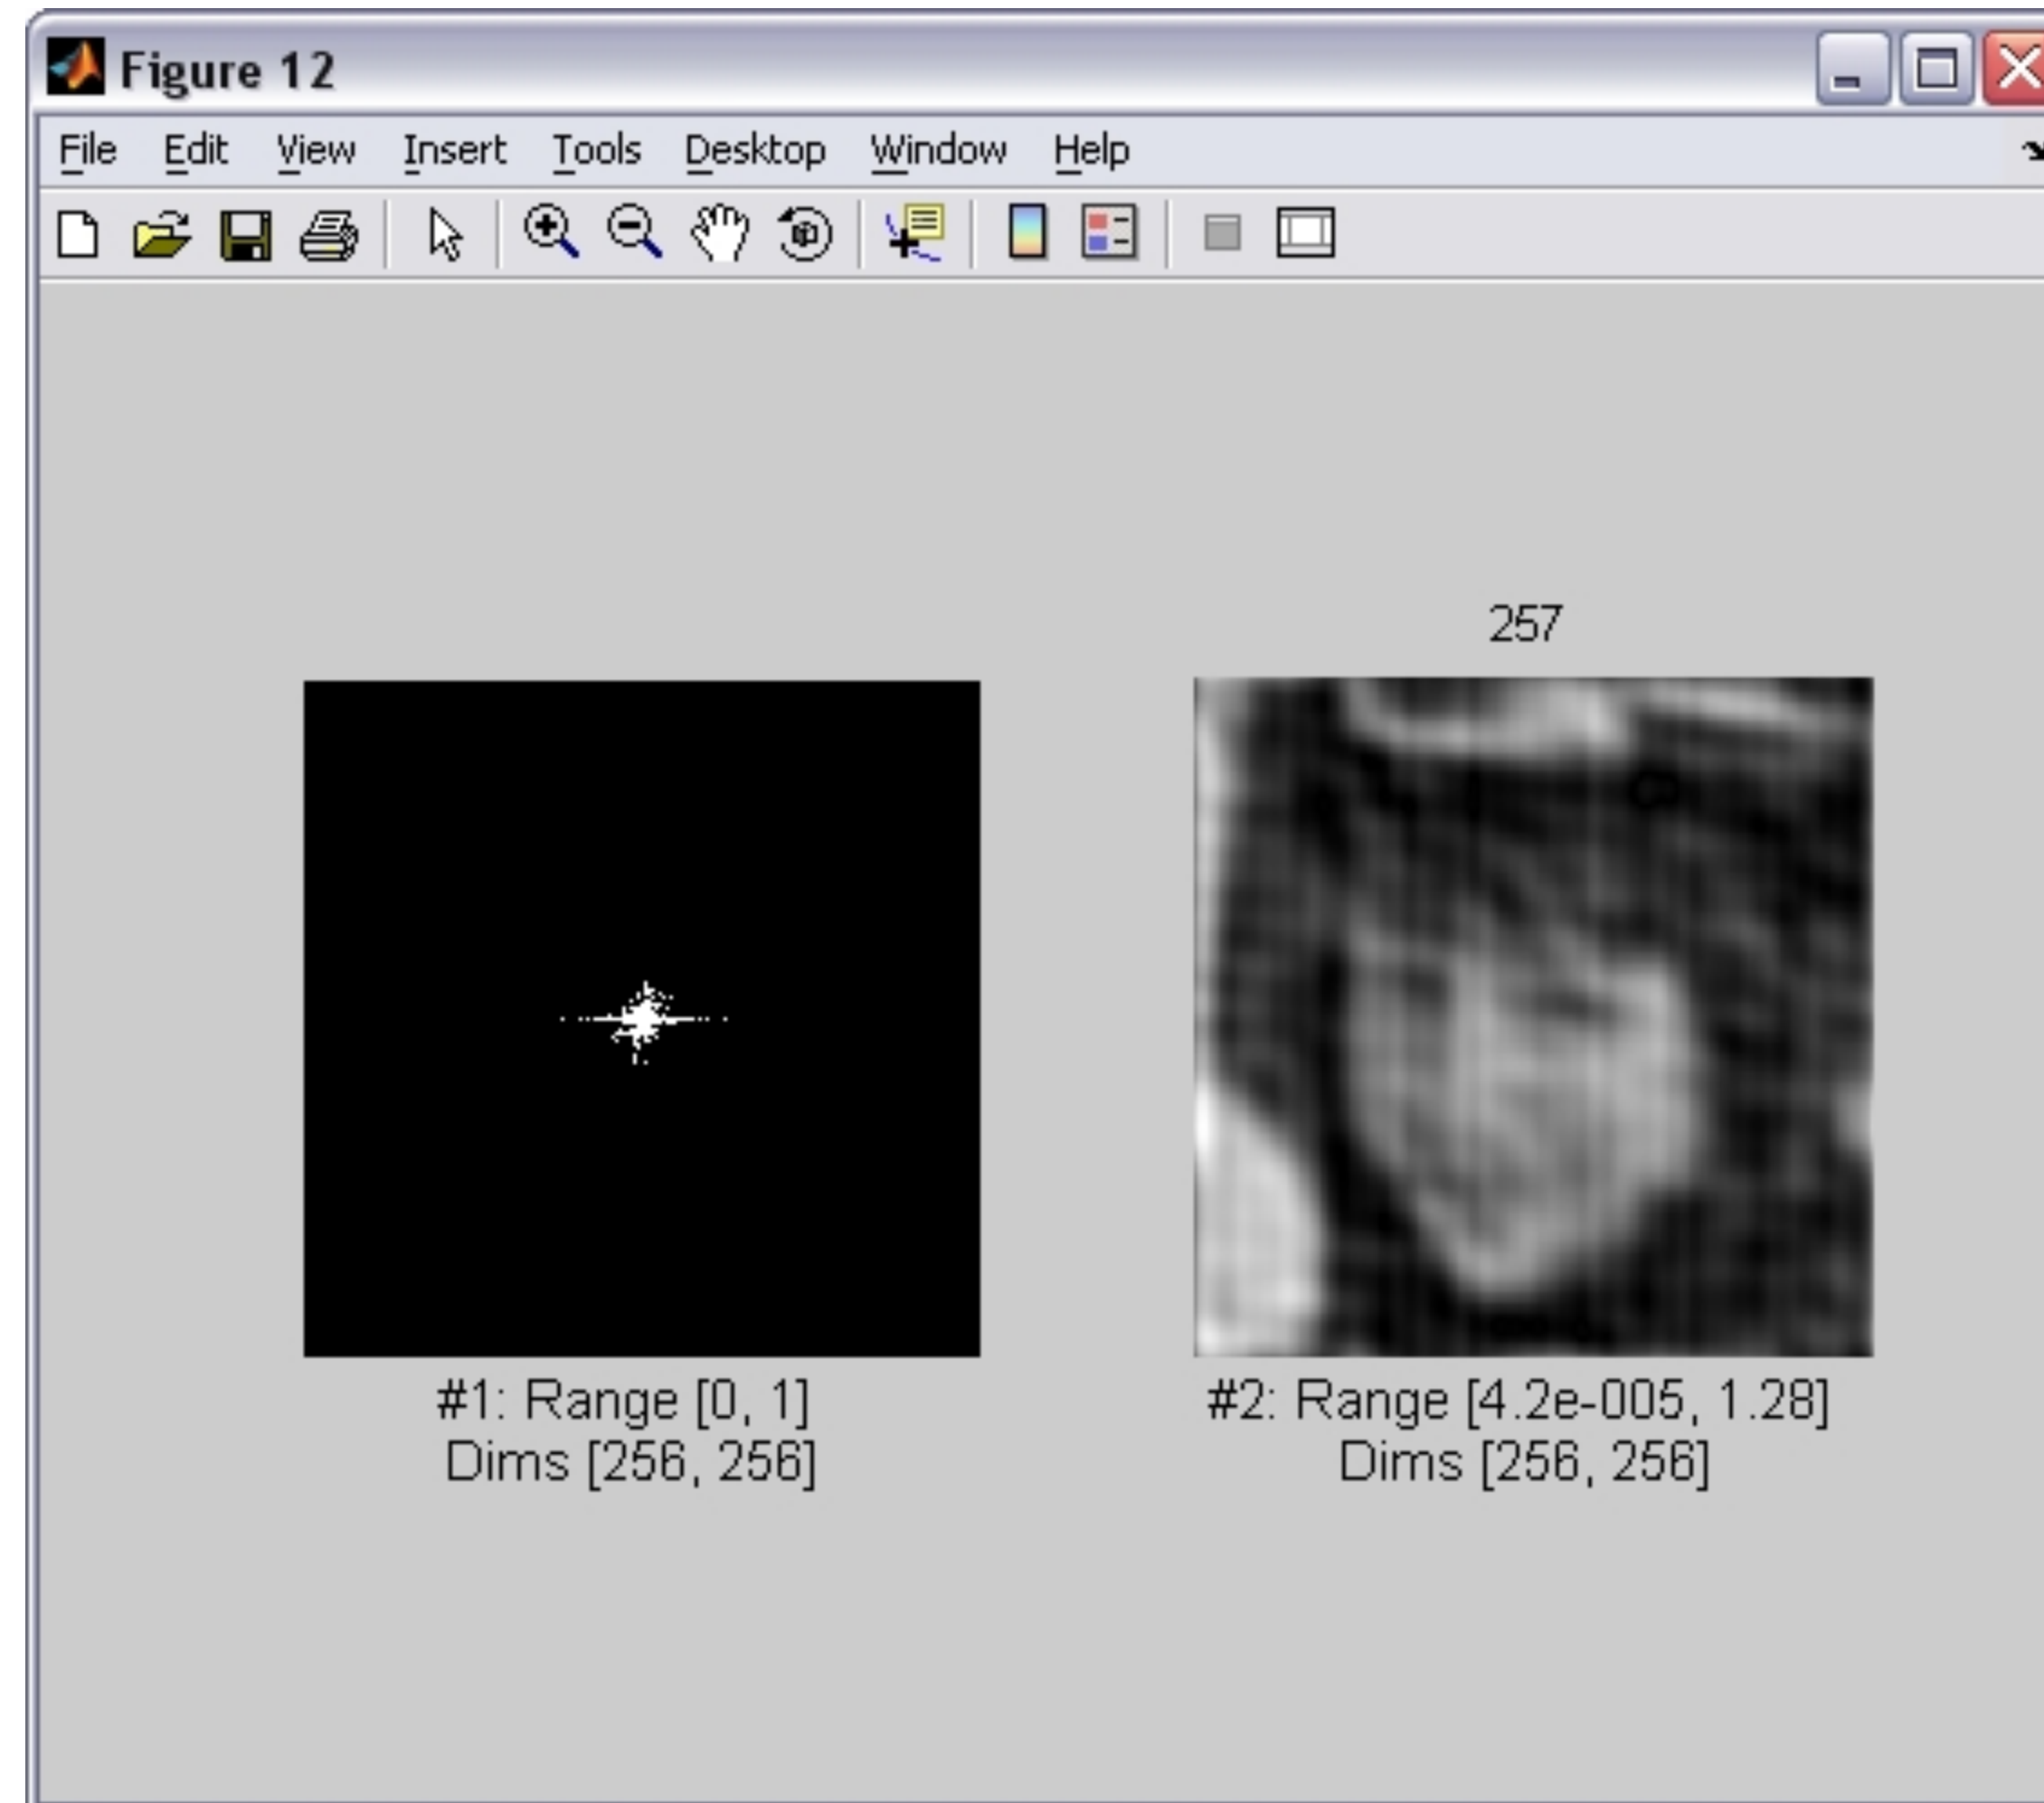 Figure 12
File Edit View Insert Tools Desktop Window Help
257
#1: Range [0, 1]
Dims [256, 256]
#2: Range [4.2e-005, 1.28]
Dims [256, 256]